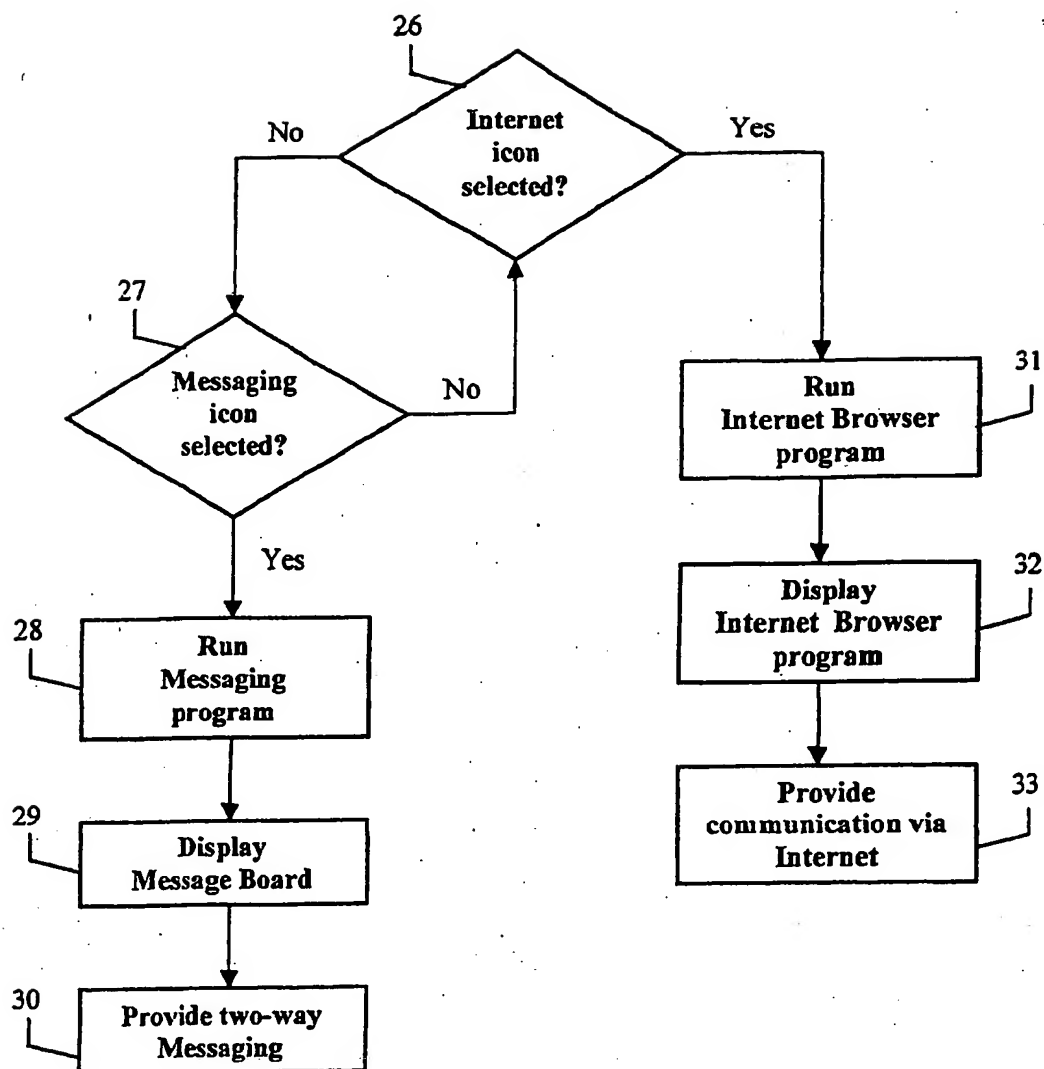 26
Internet
icon
selected?
No
Yes
27
Messaging
icon
selected?
No
Yes
28
Run
Messaging
program
29
Display
Message Board
30
Provide two-way
Messaging
31
Run
Internet Browser
program
32
Display
Internet Browser
program
33
Provide
communication via
Internet